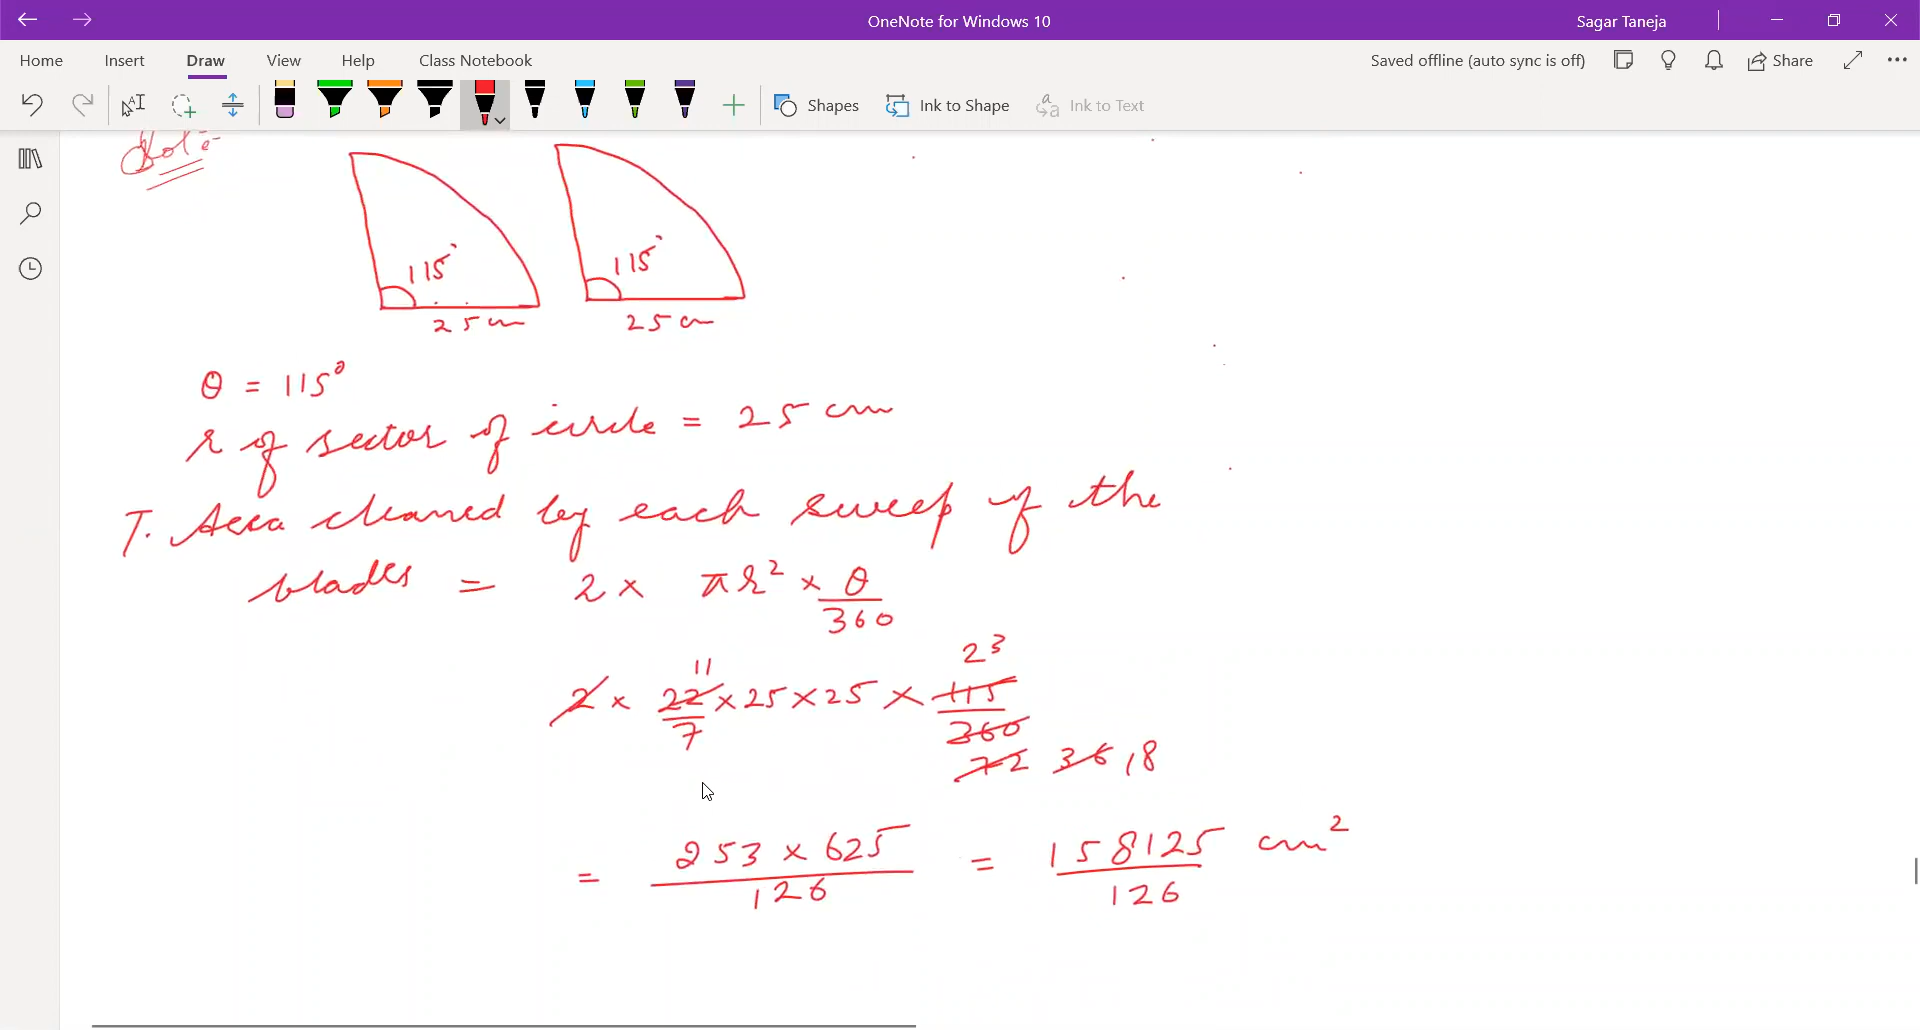 OneNote for Windows 10
Sagar Taneja
Home Insert Draw View Help Class Notebook
Saved offline (auto sync is off) Share
Shapes Ink to Shape Ink to Text
Sol:-
115° 115°
25 cm 25 cm
θ = 115°
r of sector of circle = 25 cm
T. Area cleaned by each sweep of the
blades = 2 × πr² × θ/360
2 × 22/7 × 25 × 25 × 115/360
11 23
72 36 18
= 253 × 625/126 = 158125/126 cm²